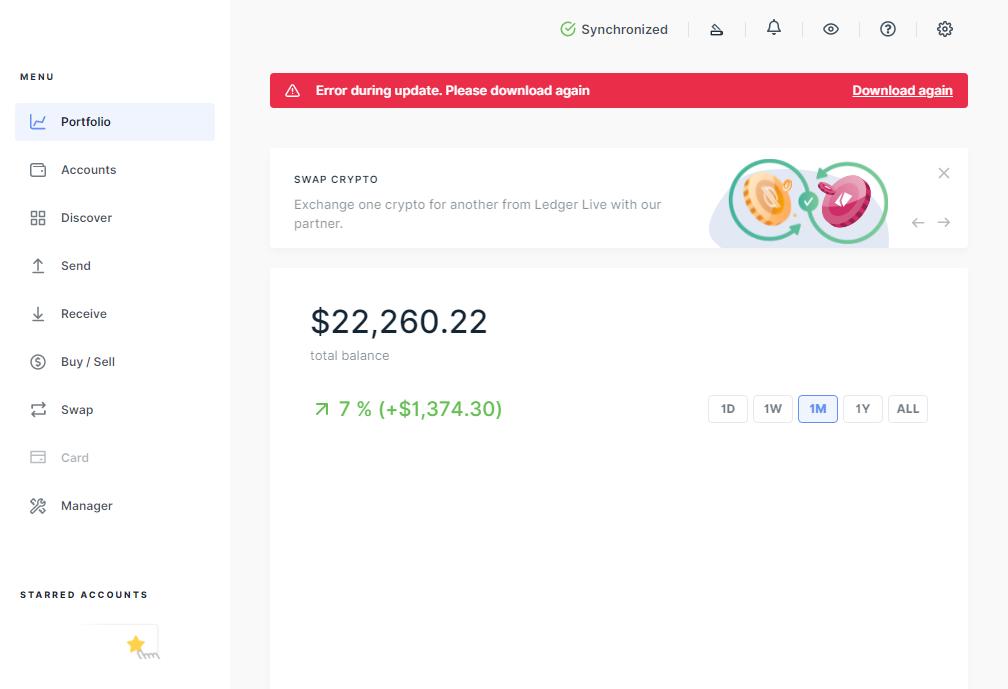 Synchronized
MENU
Error during update. Please download again
Download again
Portfolio
Accounts
Discover
Send
Receive
Buy / Sell
Swap
Card
Manager
STARRED ACCOUNTS
SWAP CRYPTO
Exchange one crypto for another from Ledger Live with our
partner.
$22,260.22
total balance
7 % (+$1,374.30)
1D
1W
1M
1Y
ALL